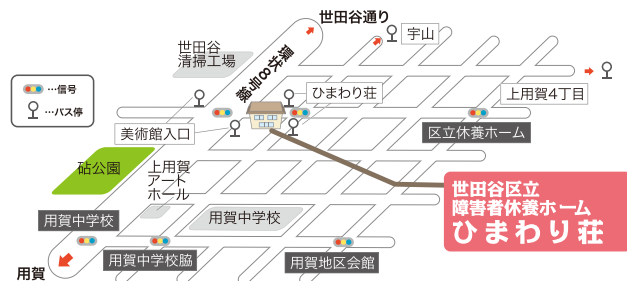 世田谷通り
宇山
世田谷
清掃工場
環状8号線
…信号
…バス停
ひまわり荘
上用賀4丁目
美術館入口
区立休養ホーム
砧公園
上用賀
アート
ホール
世田谷区立
障害者休養ホーム
ひまわり荘
用賀中学校
用賀中学校
用賀中学校脇
用賀地区会館
用賀